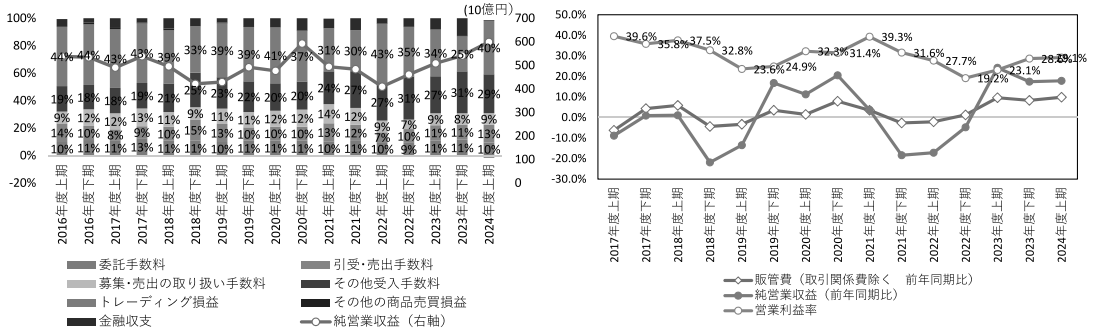 (10億円)
100% 80% 60% 40% 20% 0% -20%
700 600 500 400 300 200 100 0
44% 44% 43% 43% 39% 33% 39% 39% 41% 37% 31% 30% 43% 35% 34% 25% 40%
19% 18% 18% 19% 21% 25% 23% 22% 20% 20% 24% 27% 27% 31% 27% 31% 29%
9% 12% 12% 13% 11% 9% 11% 11% 12% 12% 14% 12% 9% 7% 9% 8% 9%
14% 10% 8% 9% 10% 15% 13% 10% 10% 10% 13% 12% 7% 10% 11% 11% 13%
10% 11% 11% 13% 11% 11% 10% 11% 11% 11% 10% 11% 10% 9% 11% 11% 10%
2016年度上期 2016年度下期 2017年度上期 2017年度下期 2018年度上期 2018年度下期 2019年度上期 2019年度下期 2020年度上期 2020年度下期 2021年度上期 2021年度下期 2022年度上期 2022年度下期 2023年度上期 2023年度下期 2024年度上期
委託手数料 引受・売出手数料
募集・売出の取り扱い手数料 その他受入手数料
トレーディング損益 その他の商品売買損益
金融収支 純営業収益（右軸）
50.0% 40.0% 30.0% 20.0% 10.0% 0.0% -10.0% -20.0% -30.0%
39.6% 35.8% 37.5% 32.8% 23.6% 24.9% 32.3% 31.4% 39.3% 31.6% 27.7% 19.2% 23.1% 28.6% 29.1%
2017年度上期 2017年度下期 2018年度上期 2018年度下期 2019年度上期 2019年度下期 2020年度上期 2020年度下期 2021年度上期 2021年度下期 2022年度上期 2022年度下期 2023年度上期 2023年度下期 2024年度上期
販管費（取引関係費除く 前年同期比）
純営業収益（前年同期比）
営業利益率